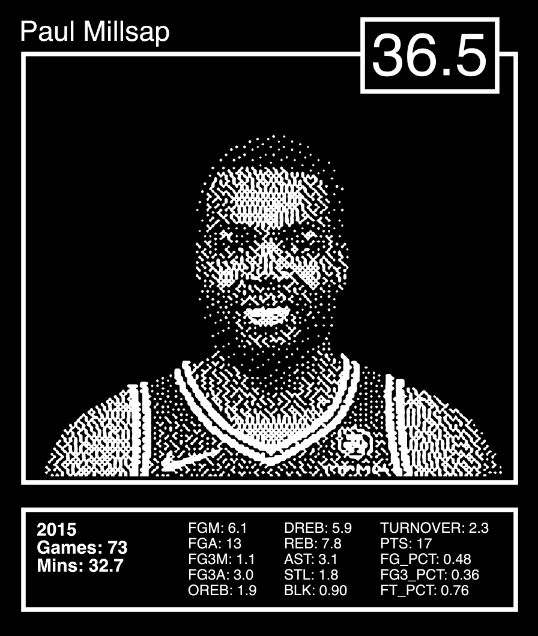 Paul Millsap
36.5
2015
Games: 73
Mins: 32.7
FGM: 6.1
FGA: 13
FG3M: 1.1
FG3A: 3.0
OREB: 1.9
DREB: 5.9
REB: 7.8
AST: 3.1
STL: 1.8
BLK: 0.90
TURNOVER: 2.3
PTS: 17
FG_PCT: 0.48
FG3_PCT: 0.36
FT_PCT: 0.76